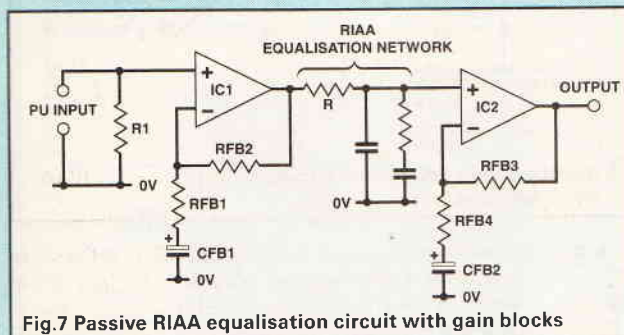 RIAA
EQUALISATION NETWORK
PU INPUT
R1
0V
+
IC1
−
RFB2
RFB1
+
CFB1
0V
R
0V
+
IC2
−
OUTPUT
RFB3
RFB4
+
CFB2
0V
Fig.7 Passive RIAA equalisation circuit with gain blocks